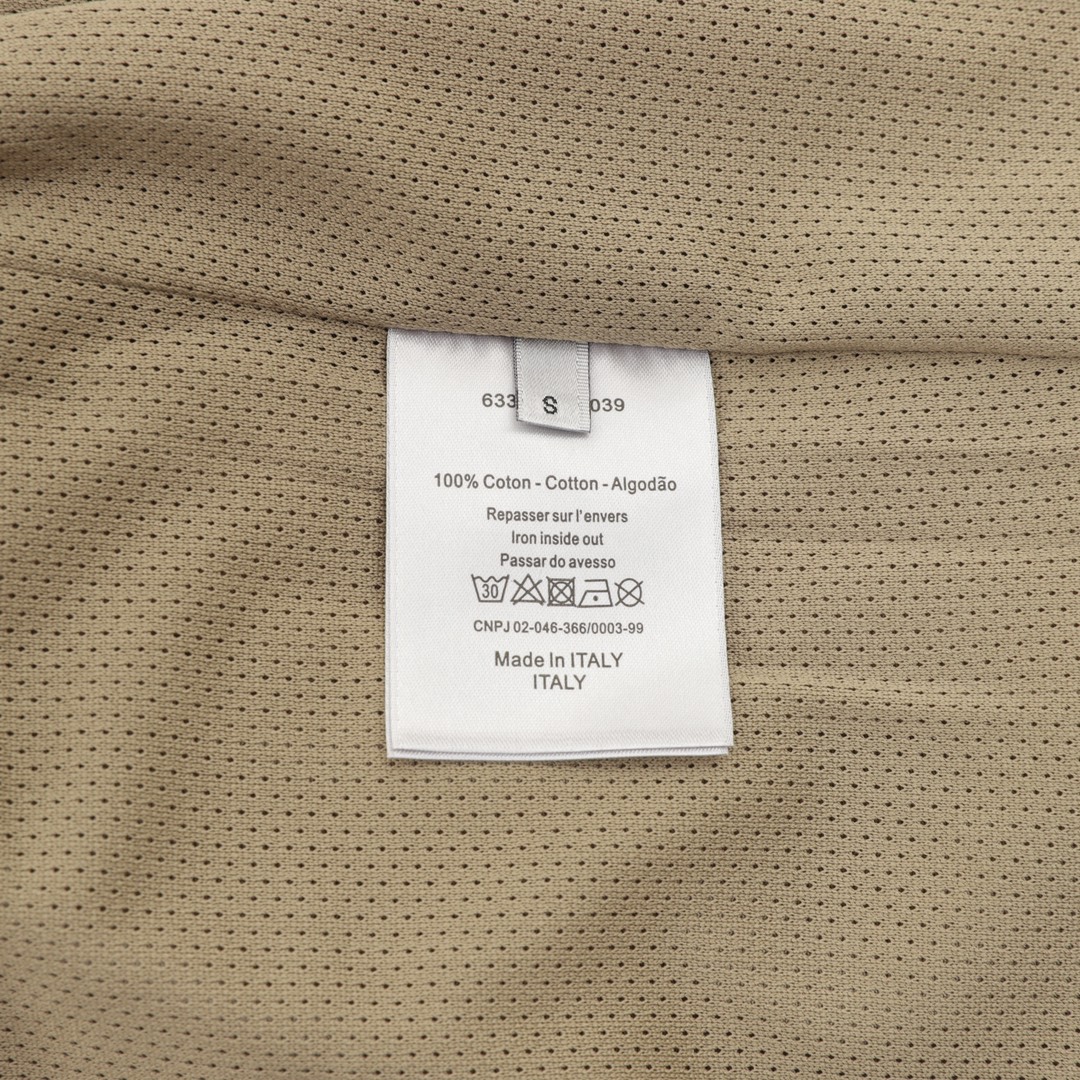 633 S 039
100% Coton - Cotton - Algodão
Repasser sur l'envers
Iron inside out
Passar do avesso
30
CNPJ 02-046-366/0003-99
Made In ITALY
ITALY